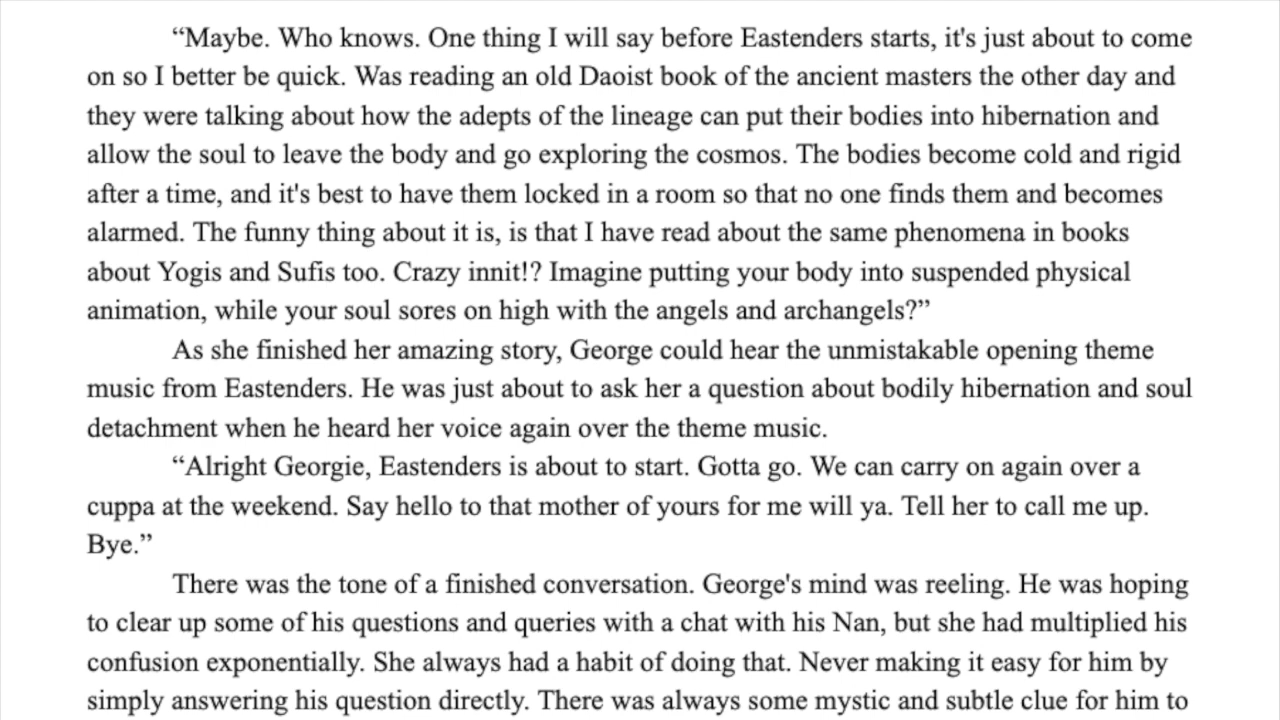 “Maybe. Who knows. One thing I will say before Eastenders starts, it's just about to come
on so I better be quick. Was reading an old Daoist book of the ancient masters the other day and
they were talking about how the adepts of the lineage can put their bodies into hibernation and
allow the soul to leave the body and go exploring the cosmos. The bodies become cold and rigid
after a time, and it's best to have them locked in a room so that no one finds them and becomes
alarmed. The funny thing about it is, is that I have read about the same phenomena in books
about Yogis and Sufis too. Crazy innit!? Imagine putting your body into suspended physical
animation, while your soul sores on high with the angels and archangels?”
As she finished her amazing story, George could hear the unmistakable opening theme
music from Eastenders. He was just about to ask her a question about bodily hibernation and soul
detachment when he heard her voice again over the theme music.
“Alright Georgie, Eastenders is about to start. Gotta go. We can carry on again over a
cuppa at the weekend. Say hello to that mother of yours for me will ya. Tell her to call me up.
Bye.”
There was the tone of a finished conversation. George's mind was reeling. He was hoping
to clear up some of his questions and queries with a chat with his Nan, but she had multiplied his
confusion exponentially. She always had a habit of doing that. Never making it easy for him by
simply answering his question directly. There was always some mystic and subtle clue for him to